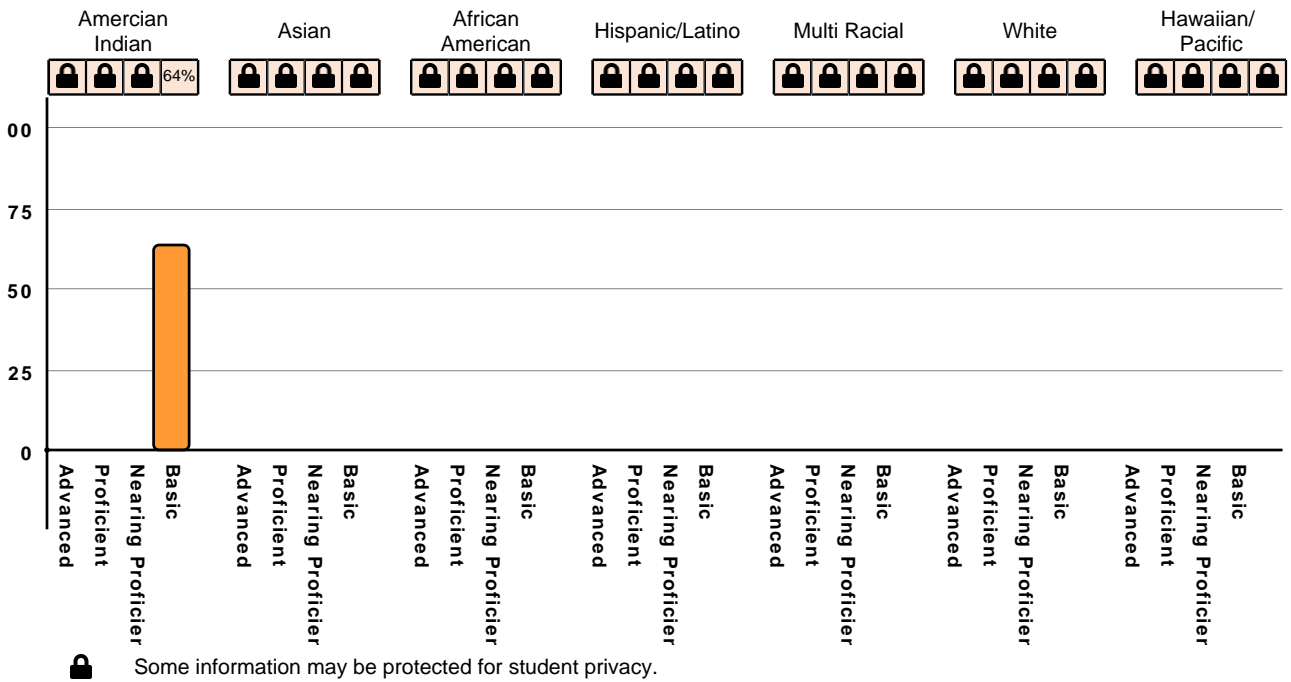 Amercian
Indian
Asian
African
American
Hispanic/Latino
Multi Racial
White
Hawaiian/
Pacific
64%
00
75
50
25
0
Advanced
Proficient
Nearing Proficier
Basic
Advanced
Proficient
Nearing Proficier
Basic
Advanced
Proficient
Nearing Proficier
Basic
Advanced
Proficient
Nearing Proficier
Basic
Advanced
Proficient
Nearing Proficier
Basic
Advanced
Proficient
Nearing Proficier
Basic
Advanced
Proficient
Nearing Proficier
Basic
Some information may be protected for student privacy.